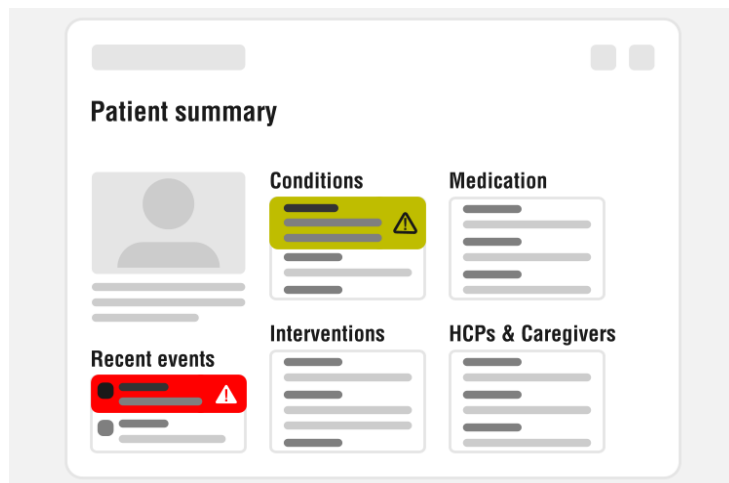 Patient summary
Conditions
Medication
Interventions
HCPs & Caregivers
Recent events